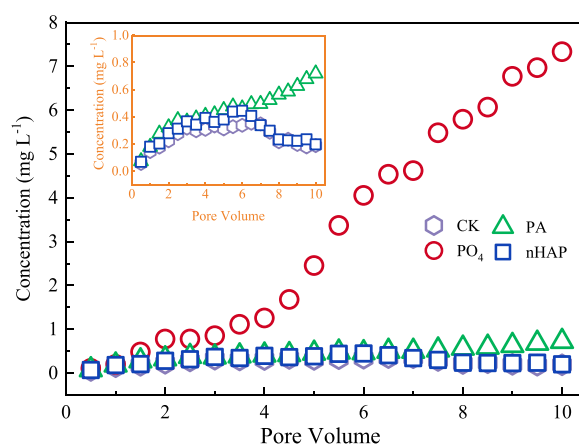 8
7
6
5
4
3
2
1
0
Concentration (mg L⁻¹)
0 2 4 6 8 10
Pore Volume
1.0
0.8
0.6
0.4
0.2
0.0
Concentration (mg L⁻¹)
0 2 4 6 8 10
Pore Volume
CK PA
PO₄ nHAP